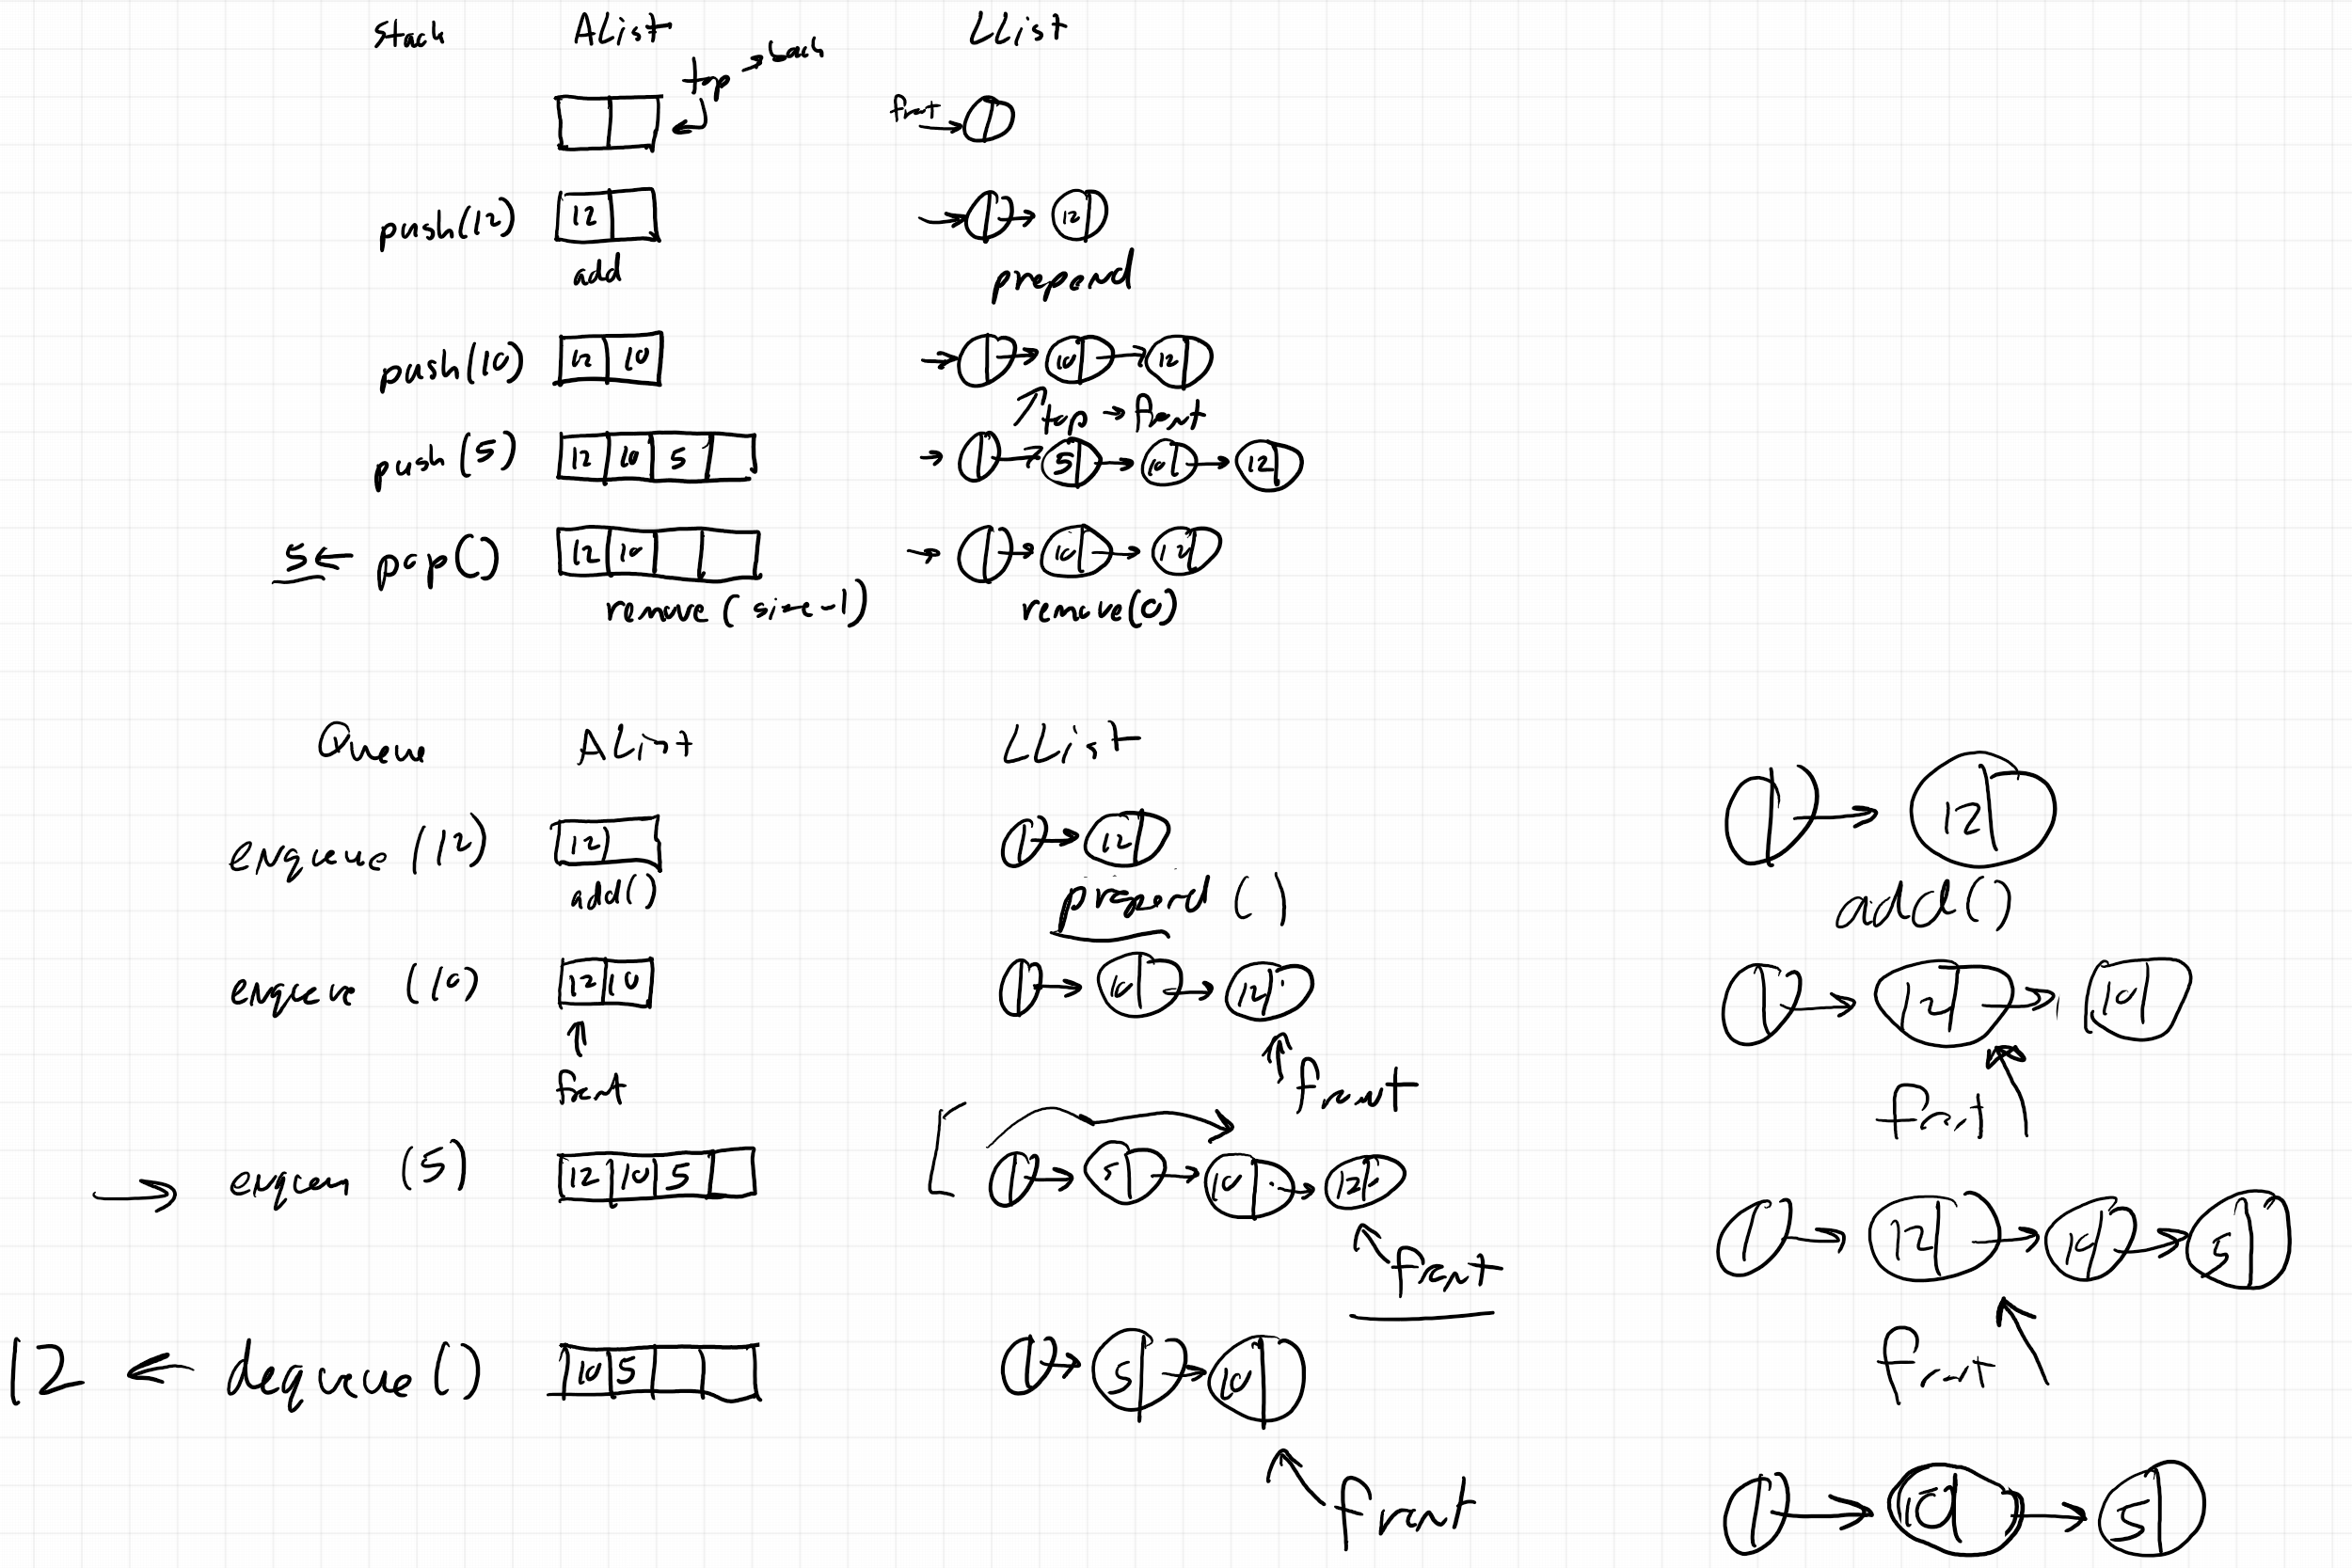 stack AList LList
top → back
front
push(12) 12 12
add prepend
push(10) 12 10 10 12
top → front
push(5) 12 10 5 5 10 12
5 ← pop() 12 10 10 12
remove(size-1) remove(0)
Queue AList LList
enqueue(12) 12 12 12
add() prepend() add()
enqueue(10) 12 10 10 12 12 10
front front front
enqueue(5) 12 10 5 5 10 12 12 10 5
front front
12 ← dequeue() 10 5 5 10 10 5
front